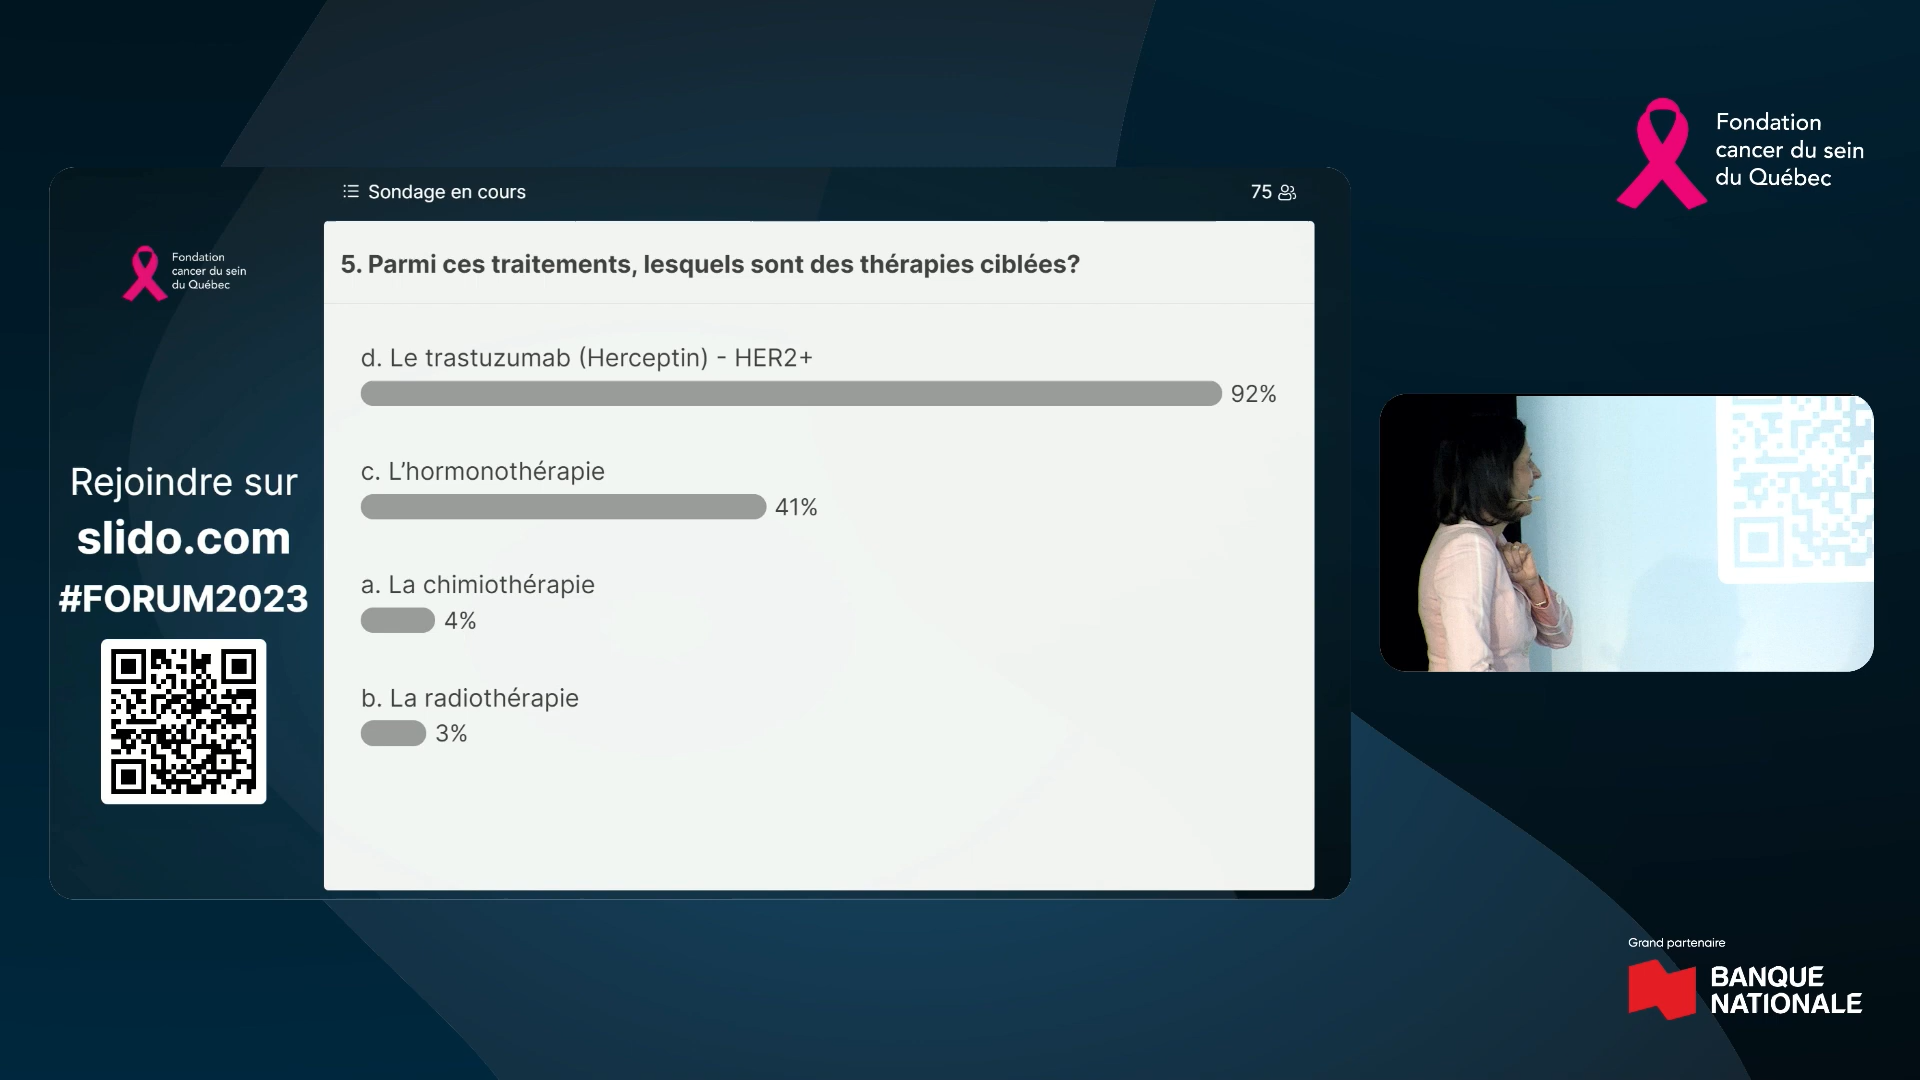 Fondation
cancer du sein
du Québec
Sondage en cours
75
Fondation
cancer du sein
du Québec
5. Parmi ces traitements, lesquels sont des thérapies ciblées?
d. Le trastuzumab (Herceptin) - HER2+
92%
c. L’hormonothérapie
41%
a. La chimiothérapie
4%
b. La radiothérapie
3%
Rejoindre sur
slido.com
#FORUM2023
Grand partenaire
BANQUE
NATIONALE